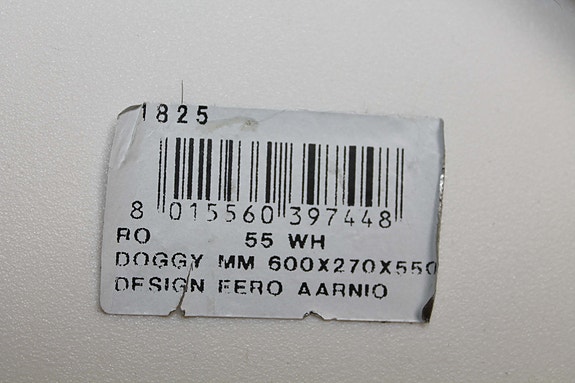 1825
8 015560 397448
RO 55 WH
DOGGY MM 600X270X550
DESIGN EERO AARNIO